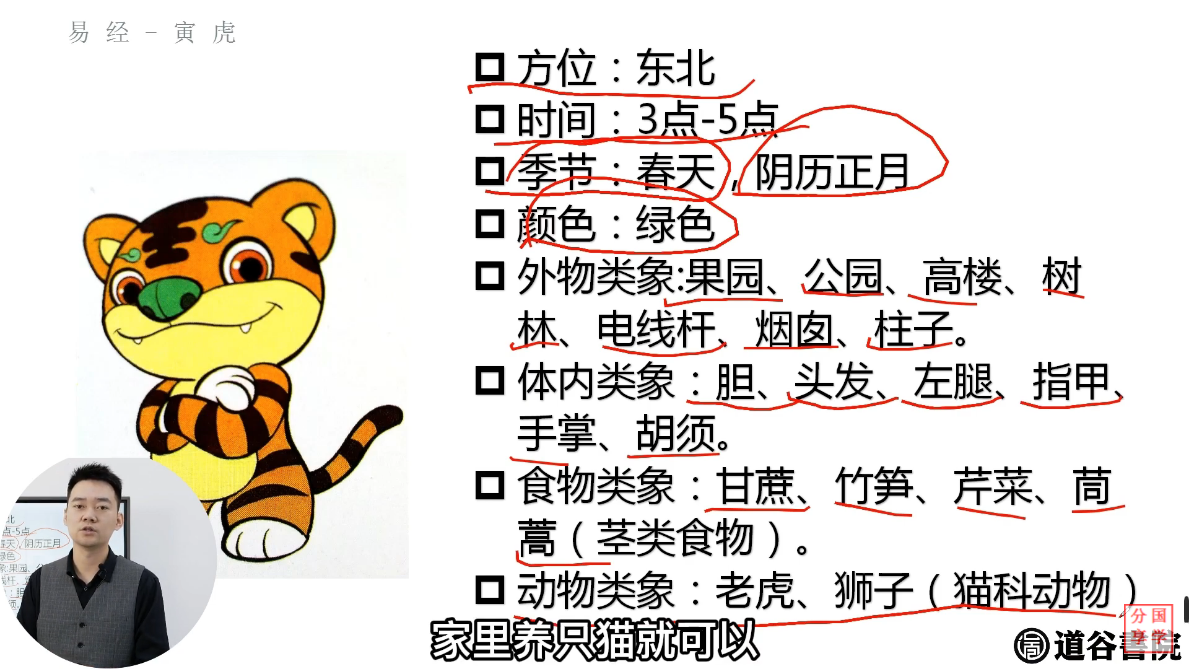 易经-寅虎
方位：东北
时间：3点-5点
季节：春天，阴历正月
颜色：绿色
外物类象:果园、公园、高楼、树
林、电线杆、烟囱、柱子。
体内类象：胆、头发、左腿、指甲、
手掌、胡须。
食物类象：甘蔗、竹笋、芹菜、茼
蒿（茎类食物）。
动物类象：老虎、狮子（猫科动物）
家里养只猫就可以
分国
享学
道谷書院